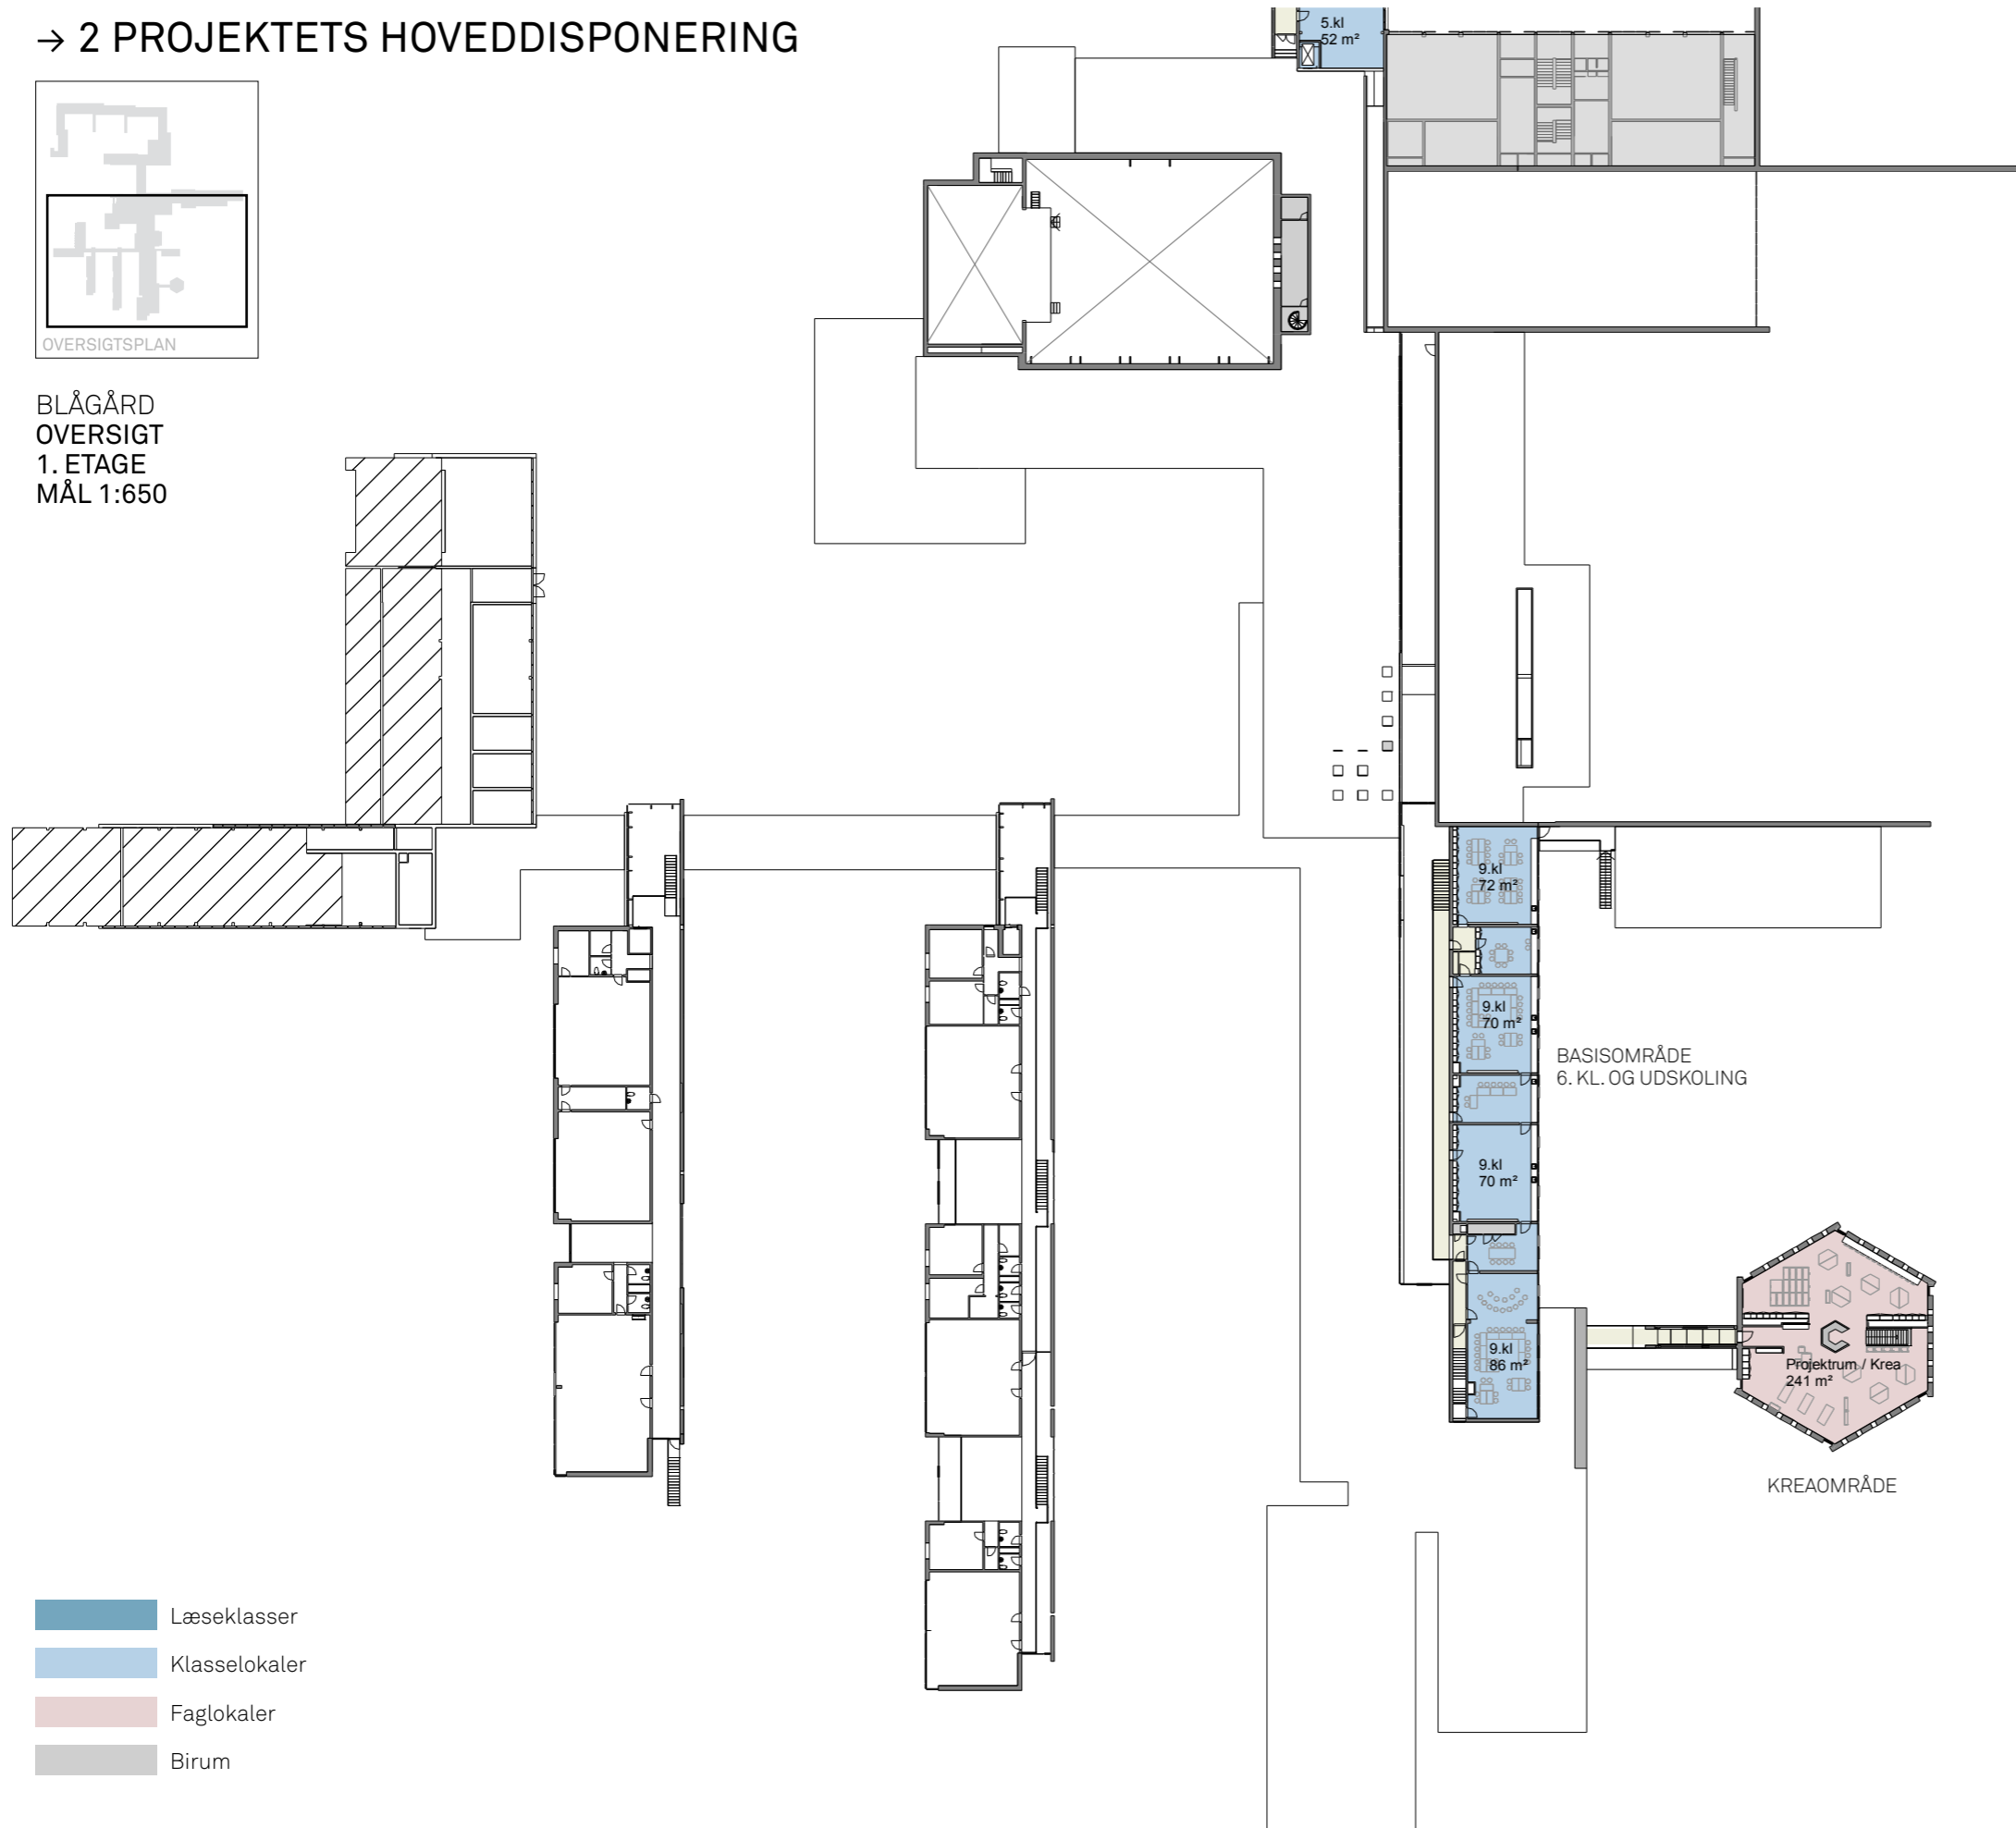 → 2 PROJEKTETS HOVEDDISPONERING
5.kl
52 m²
OVERSIGTSPLAN
BLÅGÅRD
OVERSIGT
1. ETAGE
MÅL 1:650
9.kl
72 m²
9.kl
70 m²
BASISOMRÅDE
6. KL. OG UDSKOLING
9.kl
70 m²
9.kl
86 m²
Projektrum / Krea
241 m²
KREAOMRÅDE
Læseklasser
Klasselokaler
Faglokaler
Birum